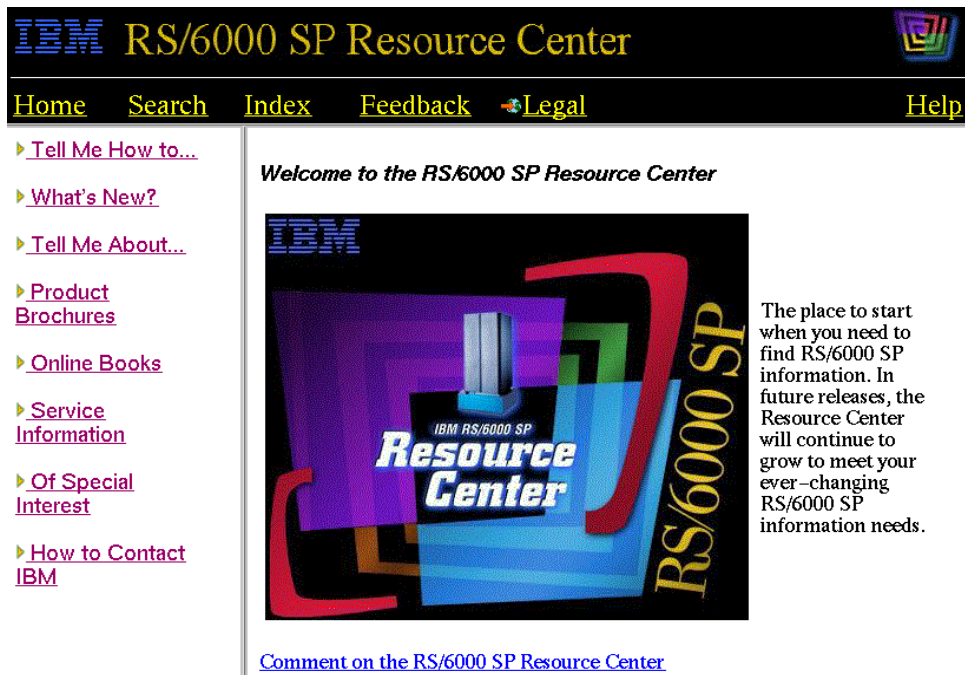 IBM RS/6000 SP Resource Center
Home Search Index Feedback Legal Help
Tell Me How to...
What's New?
Tell Me About...
Product
Brochures
Online Books
Service
Information
Of Special
Interest
How to Contact
IBM
Welcome to the RS/6000 SP Resource Center
IBM
IBM RS/6000 SP
Resource
Center
RS/6000 SP
The place to start
when you need to
find RS/6000 SP
information. In
future releases, the
Resource Center
will continue to
grow to meet your
ever-changing
RS/6000 SP
information needs.
Comment on the RS/6000 SP Resource Center